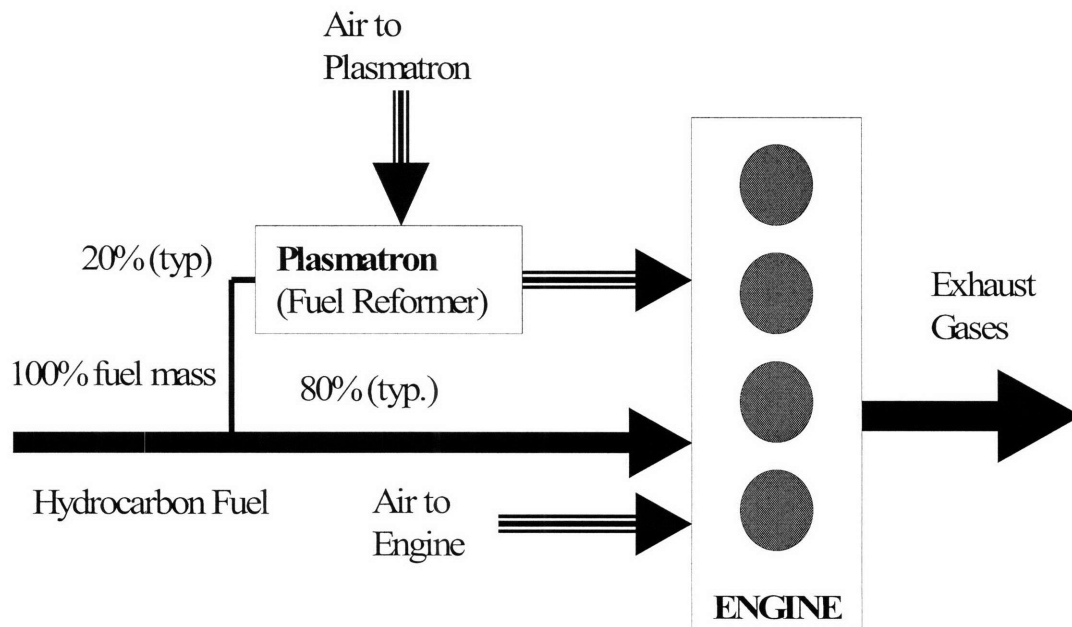 Air to
Plasmatron
20% (typ)
Plasmatron
(Fuel Reformer)
Exhaust
Gases
100% fuel mass
80% (typ.)
Hydrocarbon Fuel
Air to
Engine
ENGINE